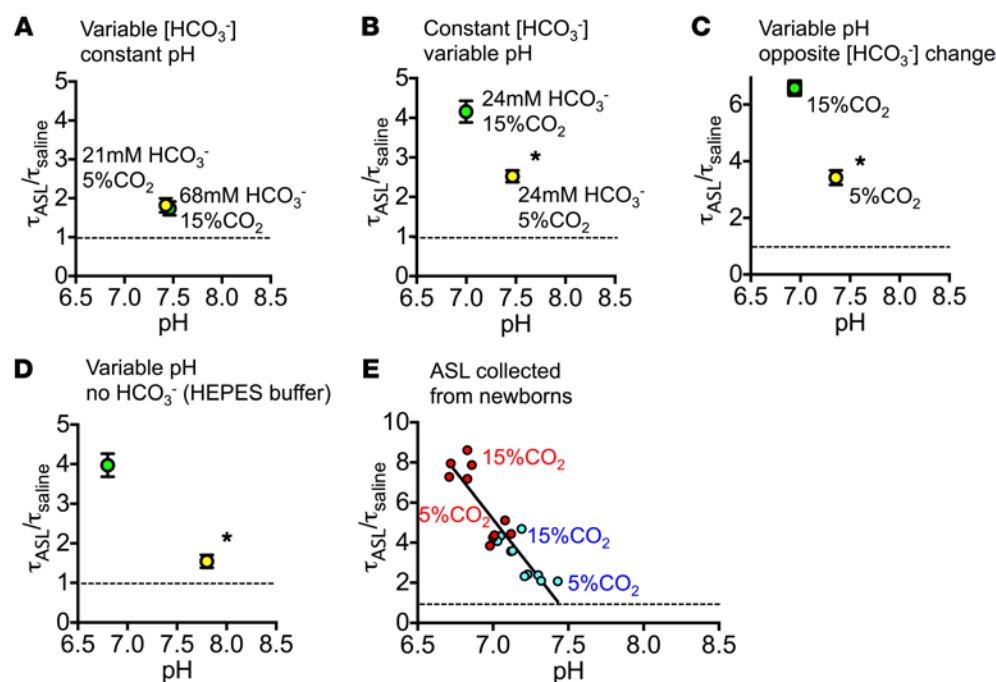 A Variable [HCO₃⁻]
constant pH
τASL/τsaline
5
4
3
2
1
0
21mM HCO₃⁻
5%CO₂
68mM HCO₃⁻
15%CO₂
6.5 7.0 7.5 8.0 8.5
pH
B Constant [HCO₃⁻]
variable pH
τASL/τsaline
5
4
3
2
1
0
24mM HCO₃⁻
15%CO₂
*
24mM HCO₃⁻
5%CO₂
6.5 7.0 7.5 8.0 8.5
pH
C Variable pH
opposite [HCO₃⁻] change
τASL/τsaline
6
4
2
0
15%CO₂
*
5%CO₂
6.5 7.0 7.5 8.0 8.5
pH
D Variable pH
no HCO₃⁻ (HEPES buffer)
τASL/τsaline
5
4
3
2
1
0
*
6.5 7.0 7.5 8.0 8.5
pH
E ASL collected
from newborns
τASL/τsaline
10
8
6
4
2
0
15%CO₂
5%CO₂
15%CO₂
5%CO₂
6.5 7.0 7.5 8.0 8.5
pH